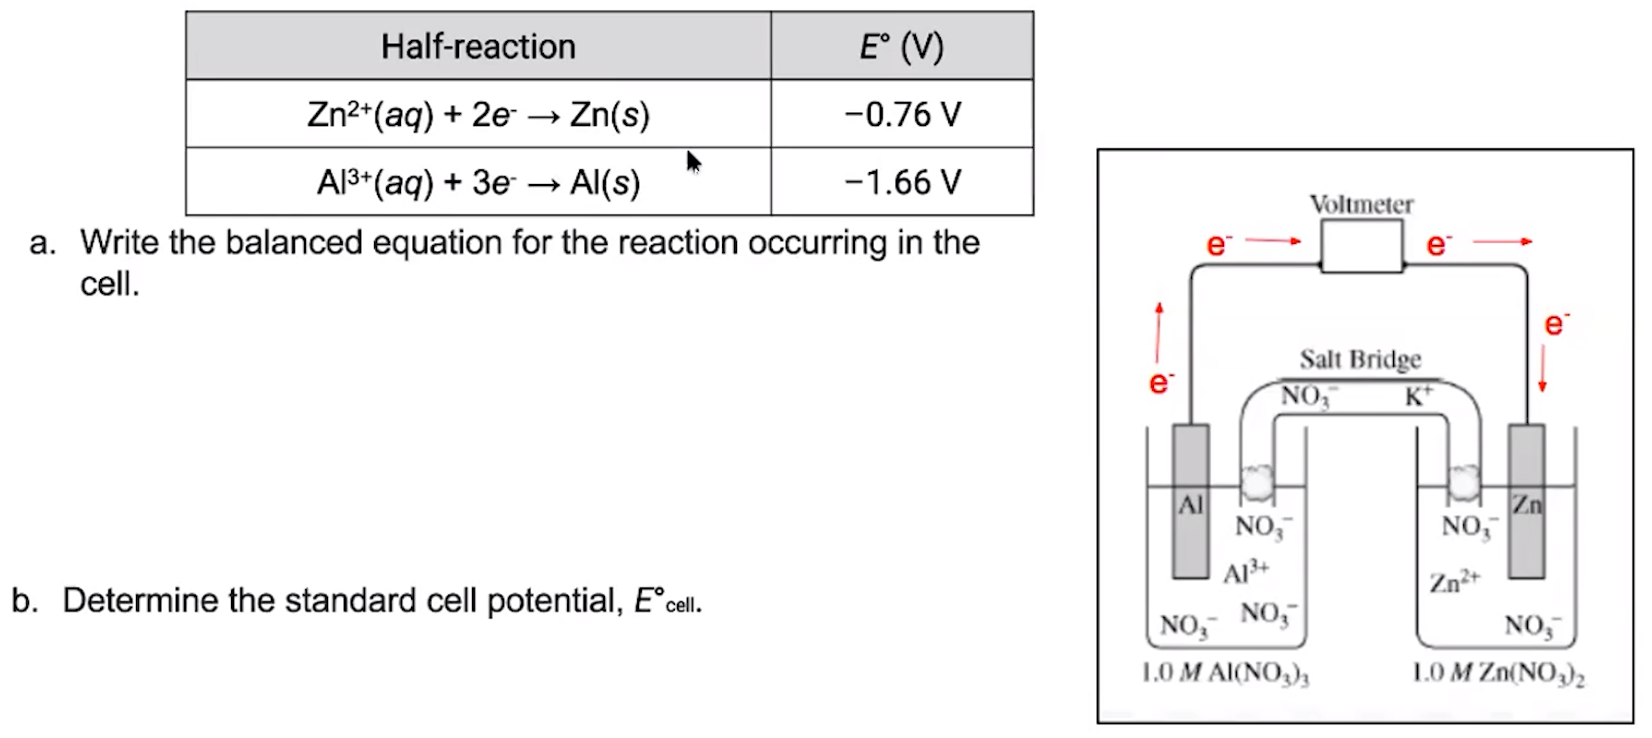 Half-reaction E° (V)
Zn²⁺(aq) + 2e⁻ → Zn(s) −0.76 V
Al³⁺(aq) + 3e⁻ → Al(s) −1.66 V
a. Write the balanced equation for the reaction occurring in the
cell.
b. Determine the standard cell potential, E°cell.
Voltmeter
e⁻ e⁻
e⁻
e⁻
Salt Bridge
NO₃⁻ K⁺
Al Zn
NO₃⁻ NO₃⁻
Al³⁺ Zn²⁺
NO₃⁻ NO₃⁻ NO₃⁻
1.0 M Al(NO₃)₃ 1.0 M Zn(NO₃)₂